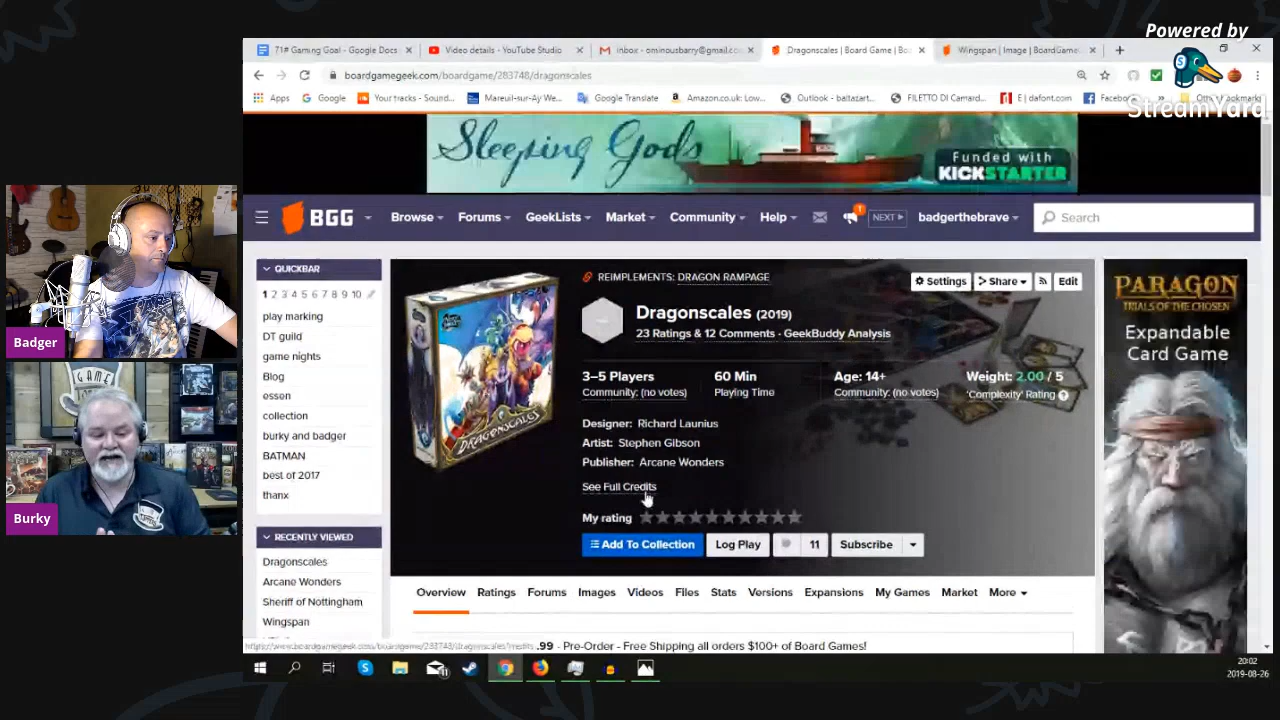 Powered by
StreamYard
71# Gaming Goal - Google Docs
Video details - YouTube Studio
Inbox - ominousbarry@gmail.co
Dragonscales | Board Game | Bo
Wingspan | Image | BoardGame
boardgamegeek.com/boardgame/283748/dragonscales
Apps
Google
Your tracks - Sound...
Mareuil-sur-Ay We...
Google Translate
Amazon.co.uk: Low...
Outlook - baltazart...
FILETTO DI Camard...
E | dafont.com
Facebo
Sleeping Gods
Funded with
KICKSTARTER
BGG
Browse
Forums
GeekLists
Market
Community
Help
1
NEXT
badgerthebrave
Search
QUICKBAR
1 2 3 4 5 6 7 8 9 10
play marking
DT guild
game nights
Blog
essen
collection
burky and badger
BATMAN
best of 2017
thanx
RECENTLY VIEWED
Dragonscales
Arcane Wonders
Sheriff of Nottingham
Wingspan
REIMPLEMENTS: DRAGON RAMPAGE
Settings
Share
Edit
Dragonscales (2019)
23 Ratings & 12 Comments · GeekBuddy Analysis
3–5 Players
Community: (no votes)
60 Min
Playing Time
Age: 14+
Community: (no votes)
Weight: 2.00 / 5
'Complexity' Rating
Designer: Richard Launius
Artist: Stephen Gibson
Publisher: Arcane Wonders
See Full Credits
My rating
Add To Collection
Log Play
11
Subscribe
DRAGONSCALES
Overview
Ratings
Forums
Images
Videos
Files
Stats
Versions
Expansions
My Games
Market
More
.99 - Pre-Order - Free Shipping all orders $100+ of Board Games!
https://www.boardgamegeek.com/boardgame/283748/dragonscales/credits
PARAGON
TRIALS OF THE CHOSEN
Expandable
Card Game
Badger
Burky
20:02
2019-08-26